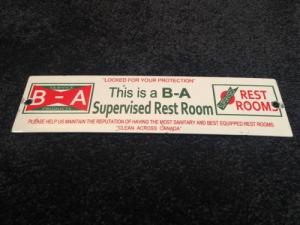 "LOOKED FOR YOUR PROTECTION"
B-A
PRODUCTS
This is a B-A
Supervised Rest Room
REST
ROOMS
PLEASE HELP US MAINTAIN THE REPUTATION OF HAVING THE MOST SANITARY AND BEST EQUIPPED REST ROOMS
"CLEAN ACROSS CANADA"